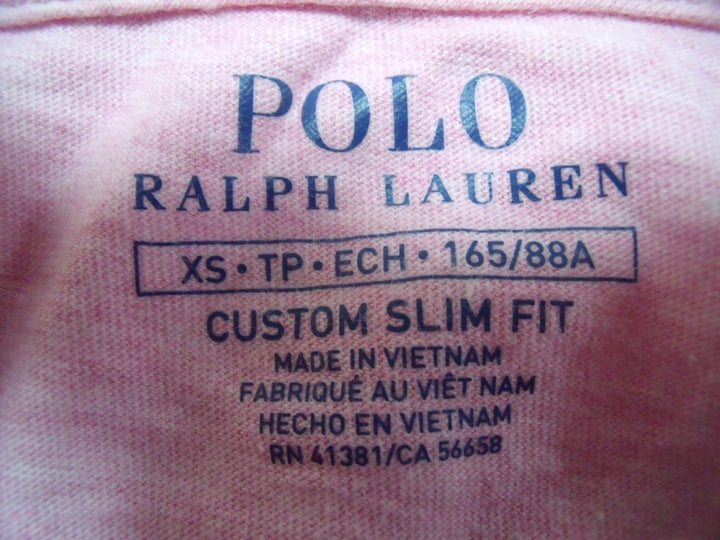 POLO
RALPH LAUREN
XS • TP • ECH • 165/88A
CUSTOM SLIM FIT
MADE IN VIETNAM
FABRIQUÉ AU VIÊT NAM
HECHO EN VIETNAM
RN 41381/CA 56658